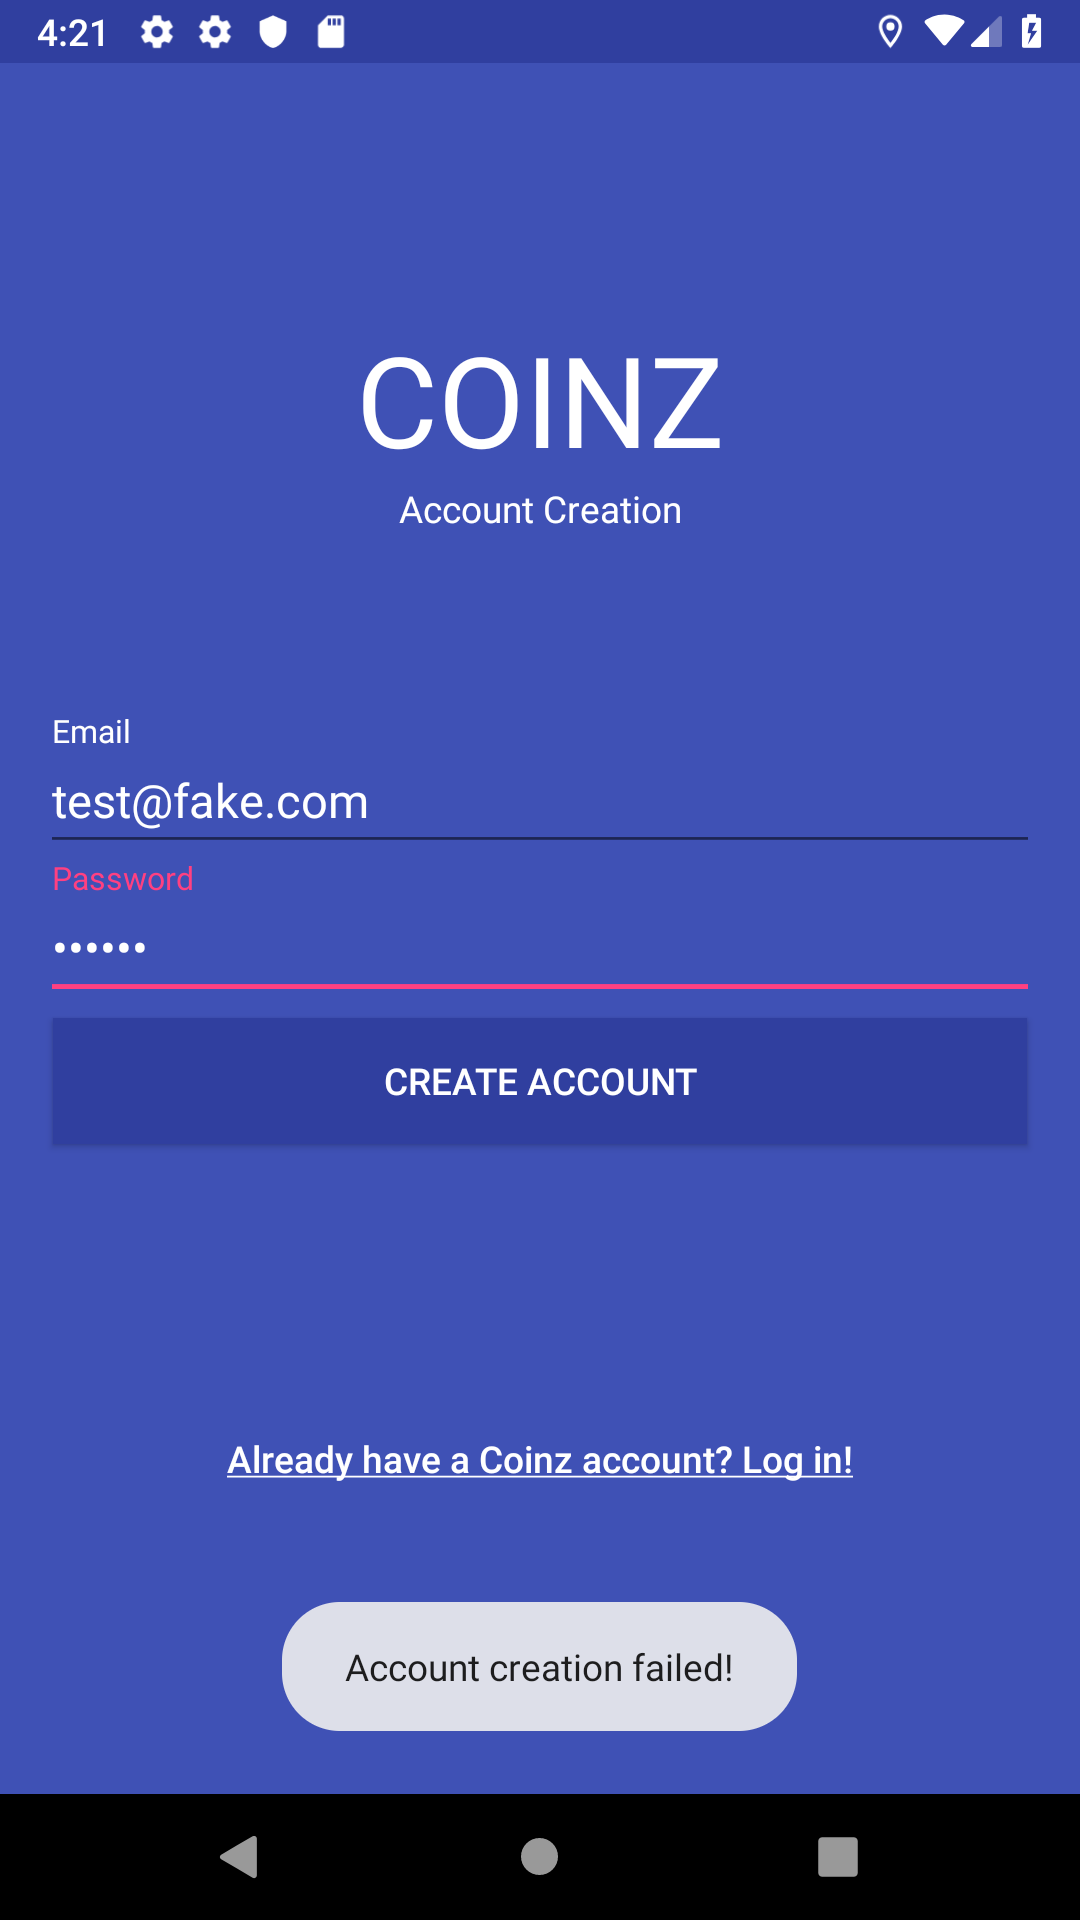 4:21
COINZ
Account Creation
Email
test@fake.com
Password
••••••
CREATE ACCOUNT
Already have a Coinz account? Log in!
Account creation failed!